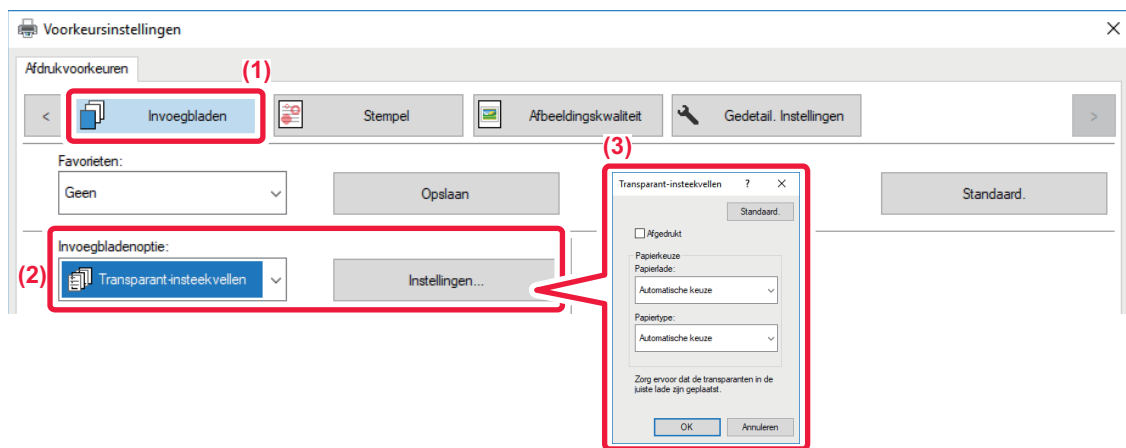 Voorkeursinstellingen
Afdrukvoorkeuren
(1)
< Invoegbladen Stempel Afbeeldingskwaliteit Gedetail. Instellingen >
(3)
Favorieten:
Geen Opslaan Standaard.
Invoegbladenoptie:
(2) Transparant-insteekvellen Instellingen...
Transparant-insteekvellen ?
Standaard.
Afgedrukt
Papierkeuze
Papierlade:
Automatische keuze
Papiertype:
Automatische keuze
Zorg ervoor dat de transparanten in de
juiste lade zijn geplaatst.
OK Annuleren